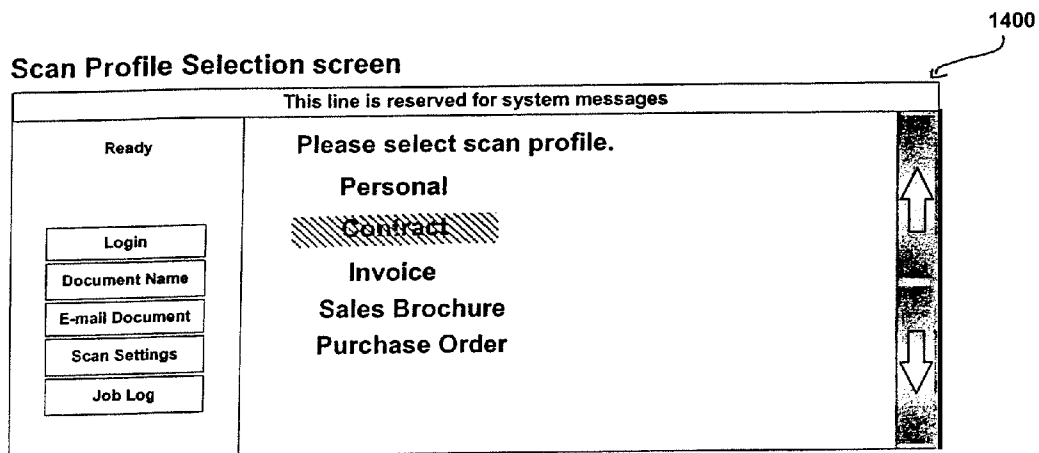 1400
Scan Profile Selection screen
This line is reserved for system messages
Ready
Login
Document Name
E-mail Document
Scan Settings
Job Log
Please select scan profile.
Personal
Contract
Invoice
Sales Brochure
Purchase Order